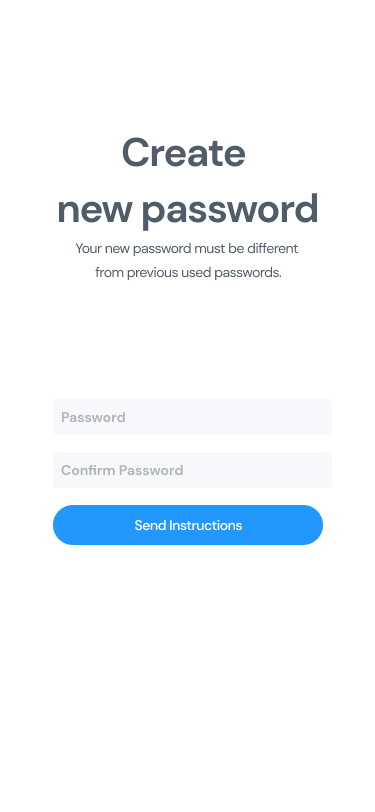 Create
new password
Your new password must be different
from previous used passwords.
Password
Confirm Password
Send Instructions